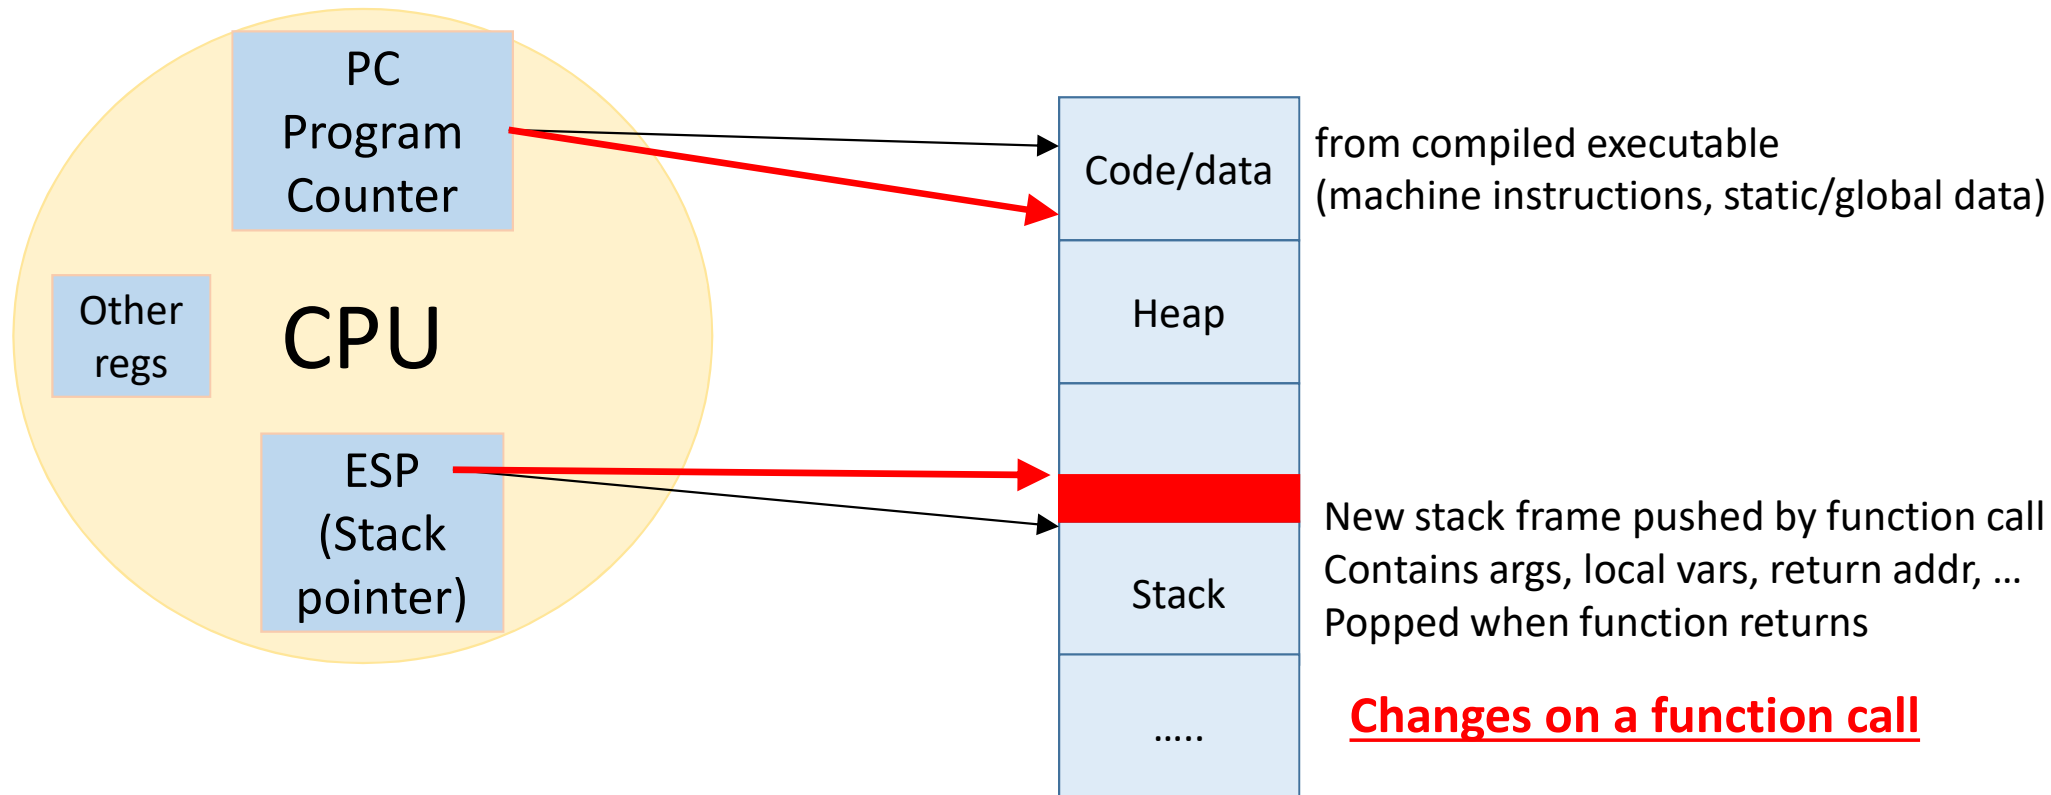 PC
Program
Counter
Other
regs
CPU
ESP
(Stack
pointer)
Code/data
Heap
Stack
.....
from compiled executable
(machine instructions, static/global data)
New stack frame pushed by function call
Contains args, local vars, return addr, …
Popped when function returns
Changes on a function call